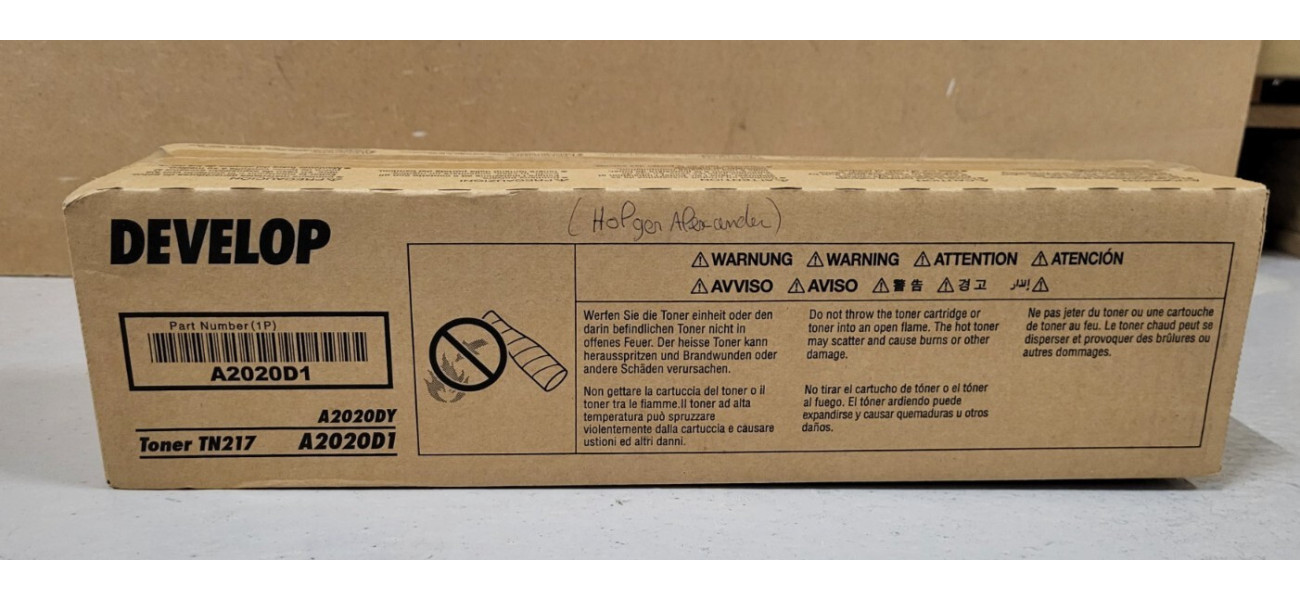 (Holger Alexander)
DEVELOP
Part Number(1P)
A2020D1
A2020DY
Toner TN217 A2020D1
⚠WARNUNG ⚠WARNING ⚠ATTENTION ⚠ATENCIÓN
⚠AVVISO ⚠AVISO ⚠警告 ⚠경고 إنذار⚠
Werfen Sie die Toner einheit oder den
darin befindlichen Toner nicht in
offenes Feuer. Der heisse Toner kann
herausspritzen und Brandwunden oder
andere Schäden verursachen.
Do not throw the toner cartridge or
toner into an open flame. The hot toner
may scatter and cause burns or other
damage.
Ne pas jeter du toner ou une cartouche
de toner au feu. Le toner chaud peut se
disperser et provoquer des brûlures ou
autres dommages.
Non gettare la cartuccia del toner o il
toner tra le fiamme.Il toner ad alta
temperatura può spruzzare
violentemente dalla cartuccia e causare
ustioni ed altri danni.
No tirar el cartucho de tóner o el tóner
al fuego. El tóner ardiendo puede
expandirse y causar quemaduras u otros
daños.